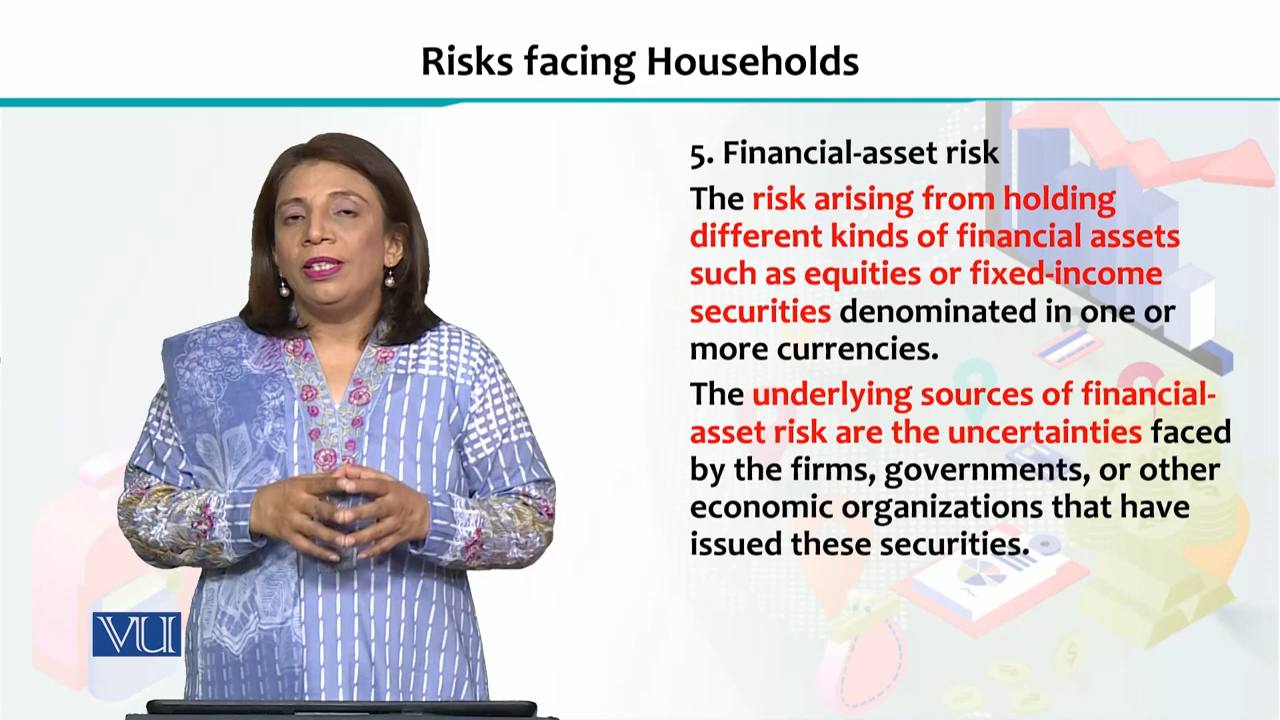 Risks facing Households
5. Financial-asset risk
The risk arising from holding
different kinds of financial assets
such as equities or fixed-income
securities denominated in one or
more currencies.
The underlying sources of financial-
asset risk are the uncertainties faced
by the firms, governments, or other
economic organizations that have
issued these securities.
VU